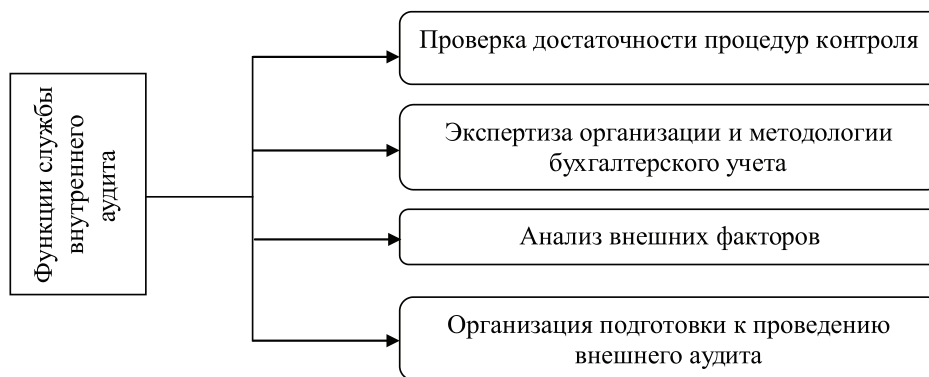 Функции службы
внутреннего
аудита
Проверка достаточности процедур контроля
Экспертиза организации и методологии
бухгалтерского учета
Анализ внешних факторов
Организация подготовки к проведению
внешнего аудита